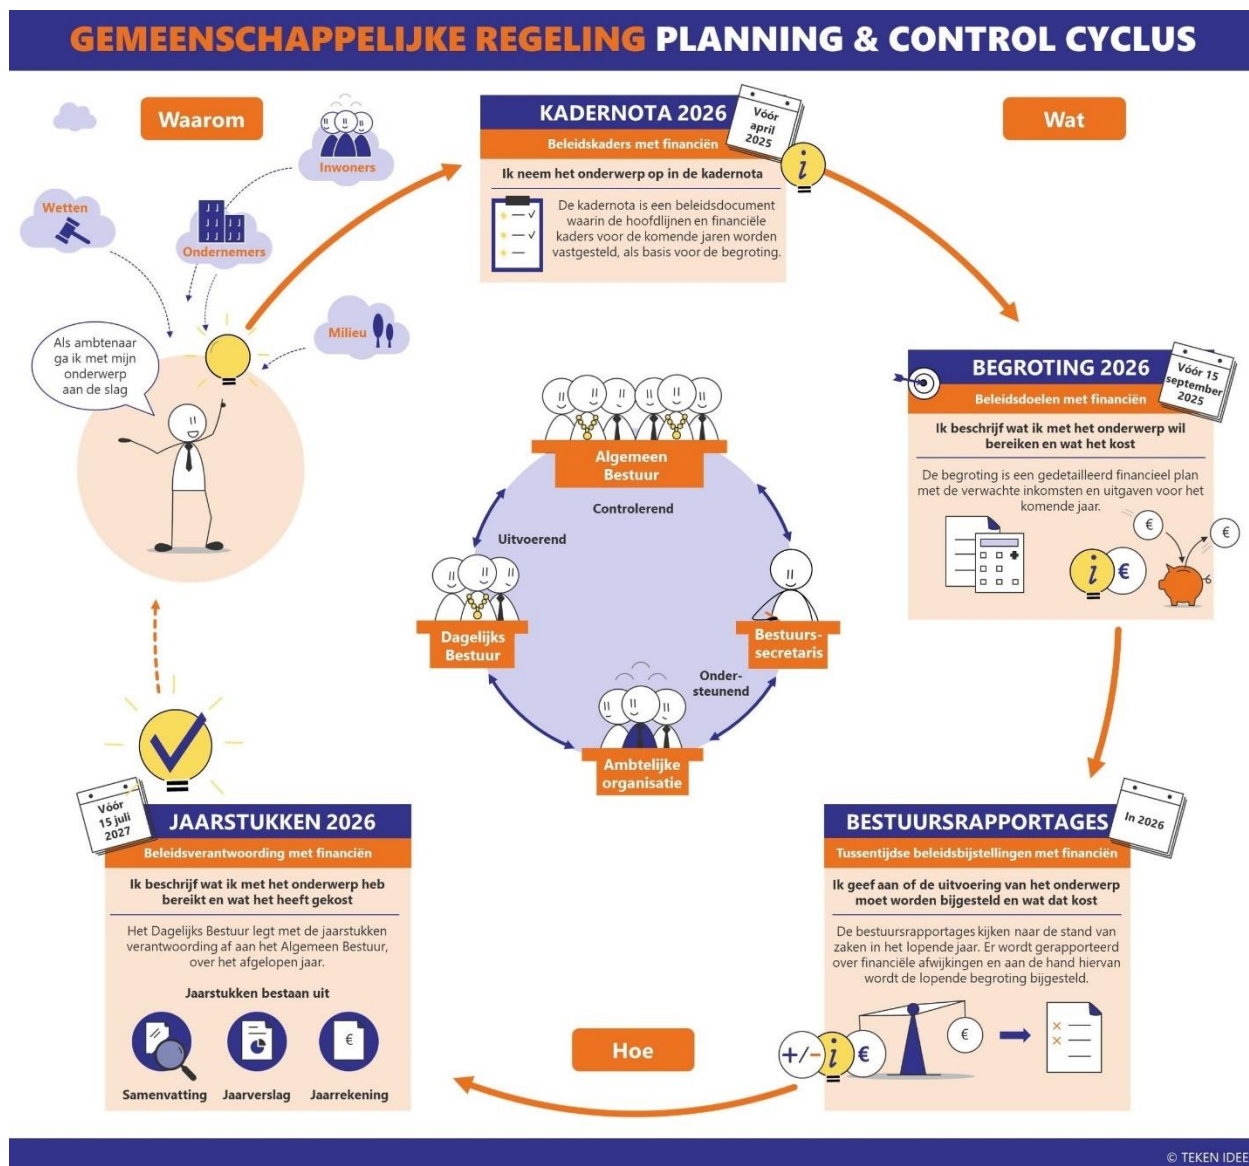 GEMEENSCHAPPELIJKE REGELING PLANNING & CONTROL CYCLUS
Waarom
Inwoners
Wetten
Ondernemers
Milieu
Als ambtenaar
ga ik met mijn
onderwerp
aan de slag
KADERNOTA 2026
Vóór
april
2025
Beleidskaders met financiën
Ik neem het onderwerp op in de kadernota
De kadernota is een beleidsdocument
waarin de hoofdlijnen en financiële
kaders voor de komende jaren worden
vastgesteld, als basis voor de begroting.
i
Wat
BEGROTING 2026
Vóór 15
september
2025
Beleidsdoelen met financiën
Ik beschrijf wat ik met het onderwerp wil
bereiken en wat het kost
De begroting is een gedetailleerd financieel plan
met de verwachte inkomsten en uitgaven voor het
komende jaar.
€
€
i €
Algemeen
Bestuur
Controlerend
Uitvoerend
Dagelijks
Bestuur
Bestuurs-
secretaris
Onder-
steunend
Ambtelijke
organisatie
BESTUURSRAPPORTAGES
In 2026
Tussentijdse beleidsbijstellingen met financiën
Ik geef aan of de uitvoering van het onderwerp
moet worden bijgesteld en wat dat kost
De bestuursrapportages kijken naar de stand van
zaken in het lopende jaar. Er wordt gerapporteerd
over financiële afwijkingen en aan de hand hiervan
wordt de lopende begroting bijgesteld.
+/- i €
€
Hoe
Vóór
15 juli
2027
JAARSTUKKEN 2026
Beleidsverantwoording met financiën
Ik beschrijf wat ik met het onderwerp heb
bereikt en wat het heeft gekost
Het Dagelijks Bestuur legt met de jaarstukken
verantwoording af aan het Algemeen Bestuur,
over het afgelopen jaar.
Jaarstukken bestaan uit
€
Samenvatting Jaarverslag Jaarrekening
© TEKEN IDEE